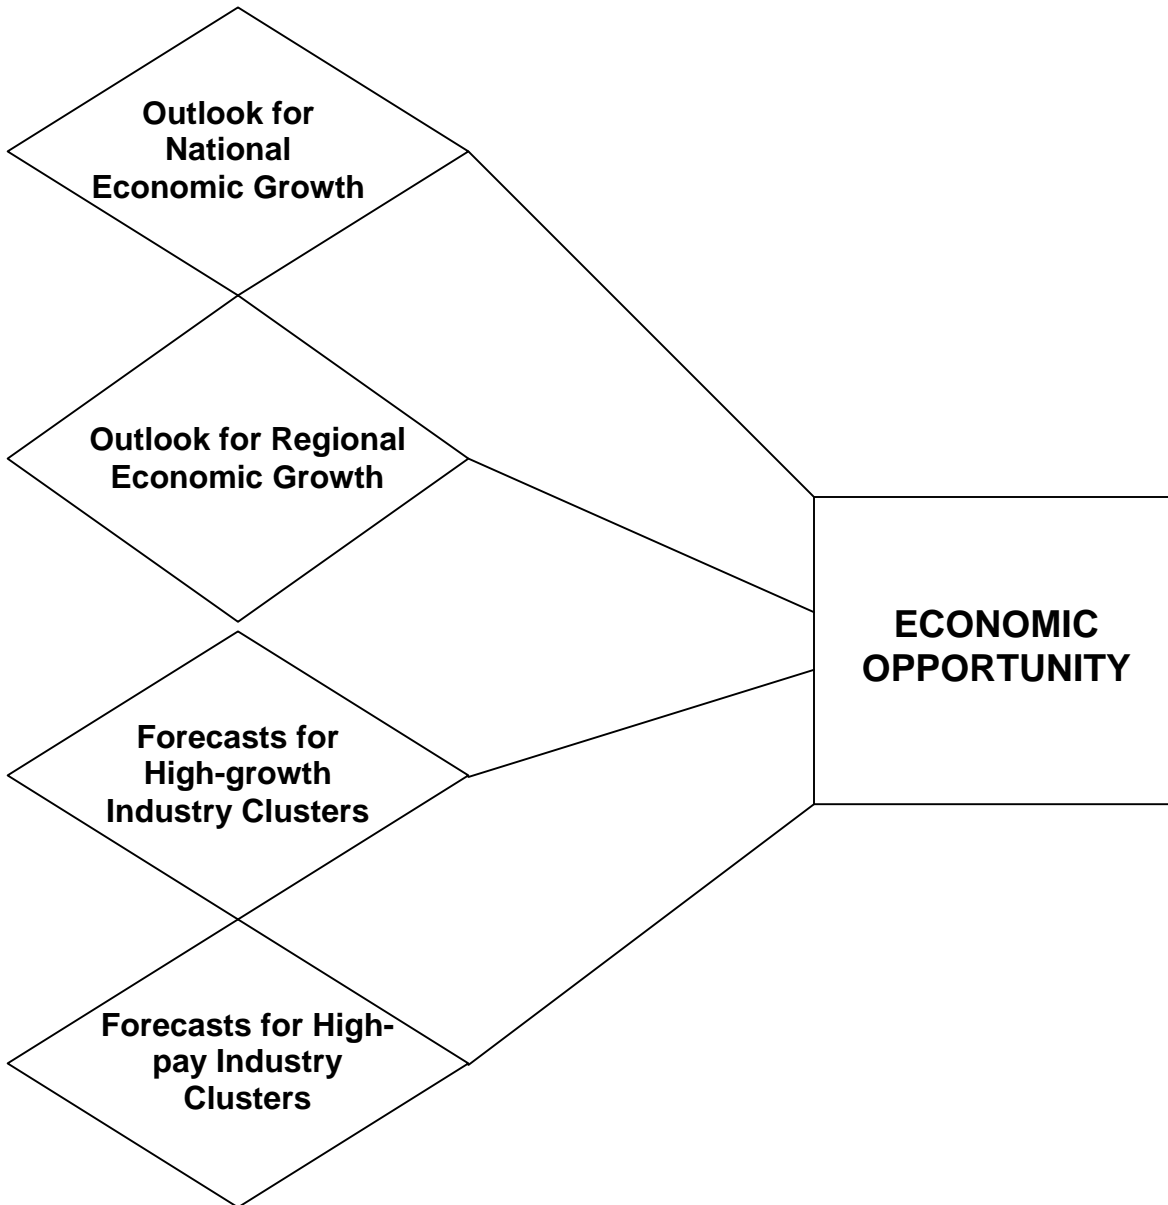 Outlook for
National
Economic Growth
Outlook for Regional
Economic Growth
ECONOMIC
OPPORTUNITY
Forecasts for
High-growth
Industry Clusters
Forecasts for High-
pay Industry
Clusters